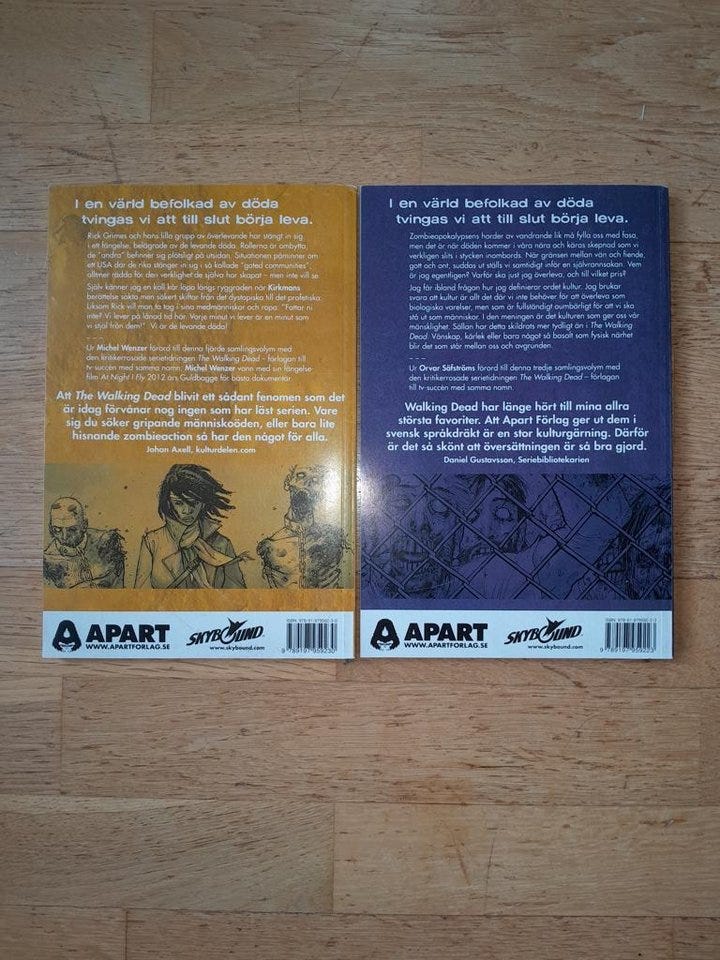 I en värld befolkad av döda
tvingas vi att till slut börja leva.
Rick Grimes och hans lilla grupp av överlevande har stängt in sig
i ett fängelse, belägrade av de levande döda. Rollerna är ombytta,
de "andra" befinner sig plötsligt på utsidan. Situationen påminner om
ett USA där de rika stänger in sig i så kallade "gated communities"
alltmer rädda för den verklighet de själva har skapat – men inte vill se.
Själv känner jag en kall kår löpa längs ryggraden när Kirkmans
berättelse sakta men säkert skiftar från det dystopiska till det profetiska.
Liksom Rick vill man ta tag i sina medmänniskor och ropa: "Fattar ni
inte? Vi lever på lånad tid här. Varje minut vi lever är en minut som
vi stjäl från dem!" Vi är de levande döda!
Ur Michel Wenzer förord till denna fjärde samlingsvolym med
den kritikerrosade serietidningen The Walking Dead – förlagan
till tv-succén med samma namn. Michel Wenzer vann med sin fängelse-
film At Night I Fly 2012 års Guldbagge för bästa dokumentär.
Att The Walking Dead blivit ett sådant fenomen som det
är idag förvånar nog ingen som har läst serien. Vare
sig du söker gripande människoöden, eller bara lite
hisnande zombieaction så har den något för alla.
Johan Axell, kulturdelen.com
APART
WWW.APARTFORLAG.SE
SKYBOUND
www.skybound.com
ISBN 978-91-979592-3-0
9 789197 959230
I en värld befolkad av döda
tvingas vi att till slut börja leva.
Zombieapokalypsens horder av vandrande lik må fylla oss med fasa,
men det är när döden kommer i våra nära och käras skepnad som vi
verkligen slits i stycken inombords. När gränsen mellan vän och fiende,
gott och ont, suddas ut ställs vi samtidigt inför en självrannsakan. Vem
är jag egentligen? Varför ska just jag överleva, och till vilket pris?
Jag får ibland frågan hur jag definierar ordet kultur. Jag brukar
svara att kultur är allt det där vi inte behöver för att överleva som
biologiska varelser, men som är fullständigt oumbärligt för att vi ska
stå ut som människor. I den meningen är det kulturen som ger oss vår
mänsklighet. Sällan har detta skildrats mer tydligt än i The Walking
Dead. Vänskap, kärlek eller bara något så basalt som fysisk närhet
blir det som står mellan oss och avgrunden.
Ur Orvar Säfströms förord till denna tredje samlingsvolym med
den kritikerrosade serietidningen The Walking Dead – förlagan
till tv-succén med samma namn.
Walking Dead har länge hört till mina allra
största favoriter. Att Apart Förlag ger ut dem i
svensk språkdräkt är en stor kulturgärning. Därför
är det så skönt att översättningen är så bra gjord.
Daniel Gustavsson, Seriebibliotekarien
APART
WWW.APARTFORLAG.SE
SKYBOUND
www.skybound.com
9 789197 959223